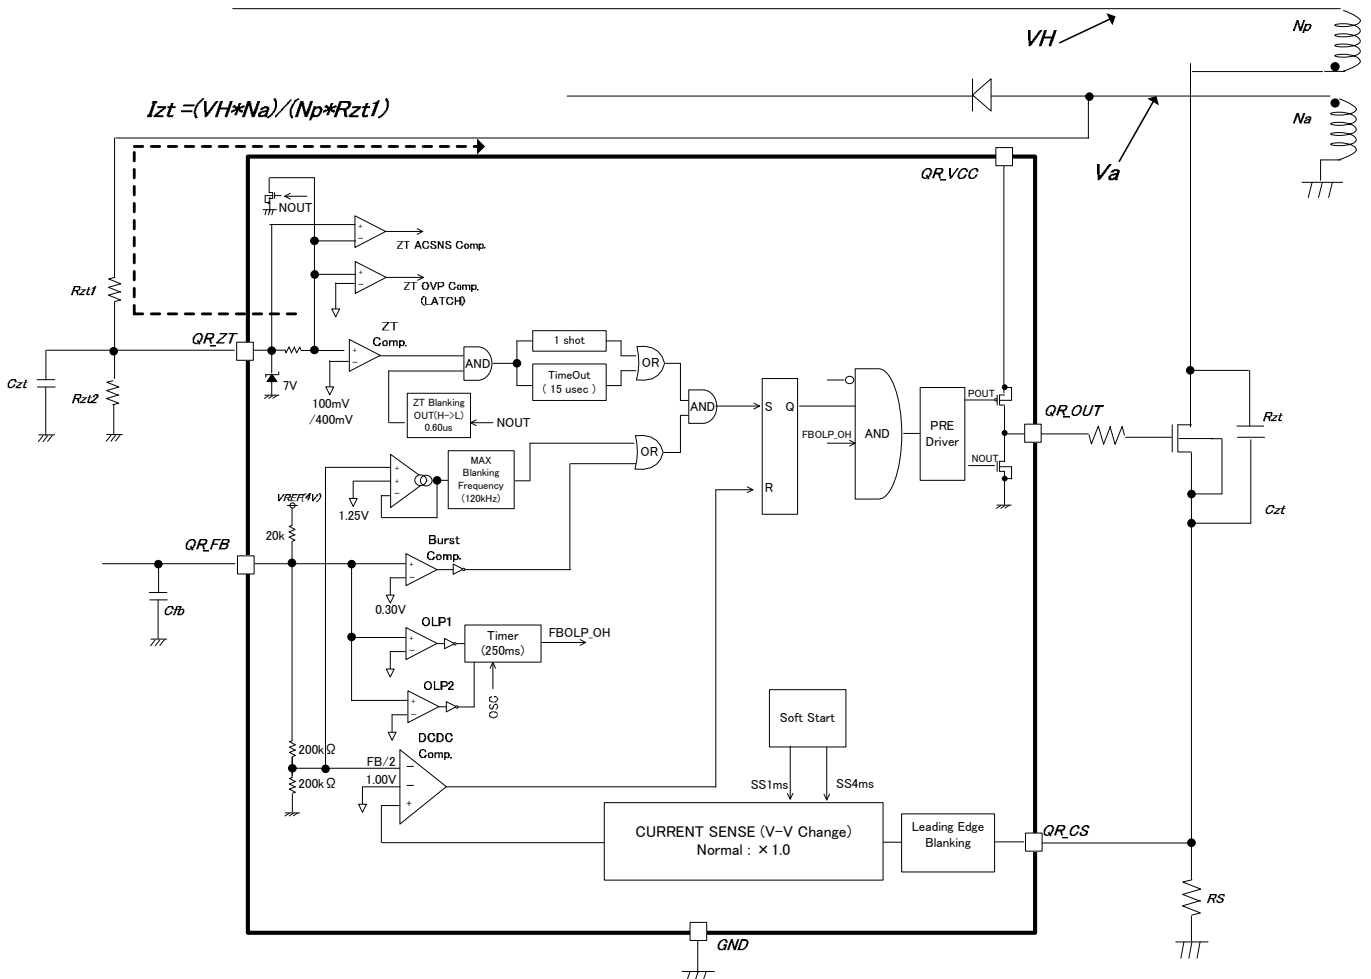 VH
Np
Izt =(VH*Na)/(Np*Rzt1)
Na
Va
QR_VCC
NOUT
ZT ACSNS Comp.
ZT OVP Comp.
(LATCH)
Rzt1
QR_ZT
ZT
Comp.
1 shot
AND
OR
TimeOut
( 15 usec )
Czt
Rzt2
7V
100mV
/400mV
ZT Blanking
OUT(H->L)
0.60us
NOUT
AND
S Q
R
FBOLP_OH
AND
PRE
Driver
POUT
NOUT
QR_OUT
Rzt
Czt
OR
MAX
Blanking
Frequency
(120kHz)
1.25V
VREF(4V)
20k
QR_FB
Cfb
Burst
Comp.
0.30V
OLP1
Timer
(250ms)
FBOLP_OH
OLP2
OSC
Soft Start
200kΩ
200kΩ
DCDC
Comp.
FB/2
1.00V
SS1ms
SS4ms
CURRENT SENSE (V-V Change)
Normal : ×1.0
Leading Edge
Blanking
QR_CS
RS
GND